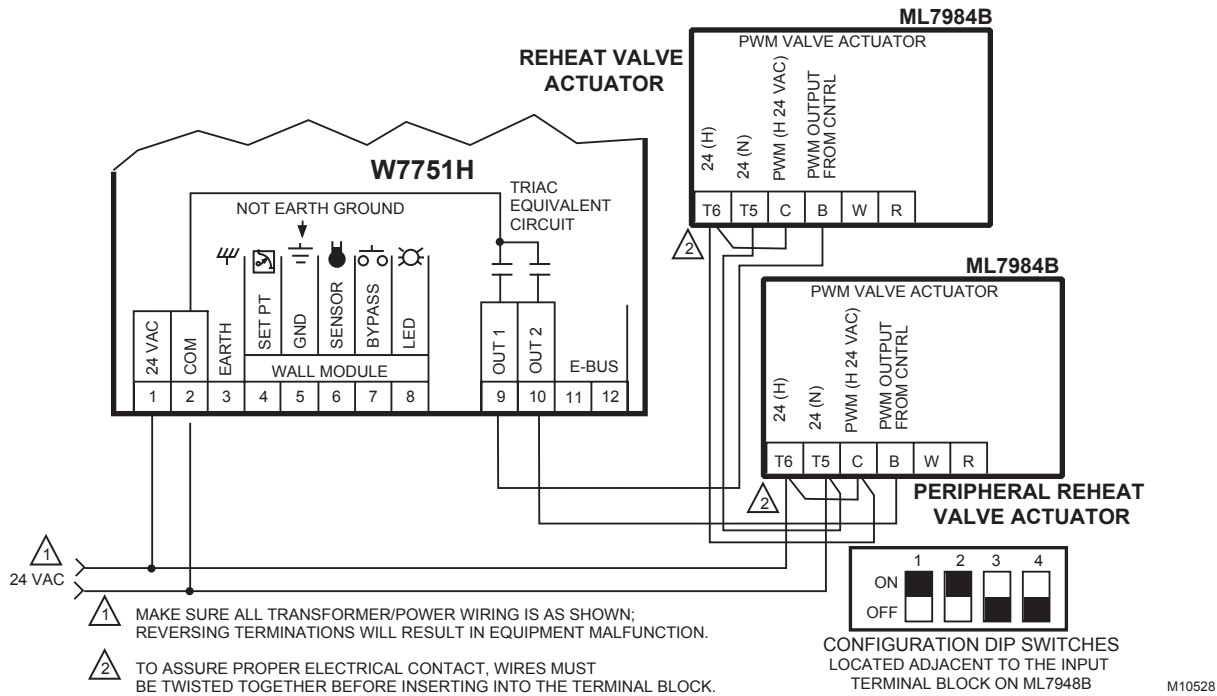 ML7984B
PWM VALVE ACTUATOR
REHEAT VALVE
ACTUATOR
24 (H)
24 (N)
PWM (H 24 VAC)
PWM OUTPUT
FROM CNTRL
T6 T5 C B W R
2
W7751H
TRIAC
EQUIVALENT
CIRCUIT
NOT EARTH GROUND
24 VAC
COM
EARTH
SET PT
GND
SENSOR
BYPASS
LED
WALL MODULE
OUT 1
OUT 2
E-BUS
1 2 3 4 5 6 7 8 9 10 11 12
ML7984B
PWM VALVE ACTUATOR
24 (H)
24 (N)
PWM (H 24 VAC)
PWM OUTPUT
FROM CNTRL
T6 T5 C B W R
2
PERIPHERAL REHEAT
VALVE ACTUATOR
1
24 VAC
1 2 3 4
ON
OFF
CONFIGURATION DIP SWITCHES
LOCATED ADJACENT TO THE INPUT
TERMINAL BLOCK ON ML7948B
1 MAKE SURE ALL TRANSFORMER/POWER WIRING IS AS SHOWN;
REVERSING TERMINATIONS WILL RESULT IN EQUIPMENT MALFUNCTION.
2 TO ASSURE PROPER ELECTRICAL CONTACT, WIRES MUST
BE TWISTED TOGETHER BEFORE INSERTING INTO THE TERMINAL BLOCK.
M10528